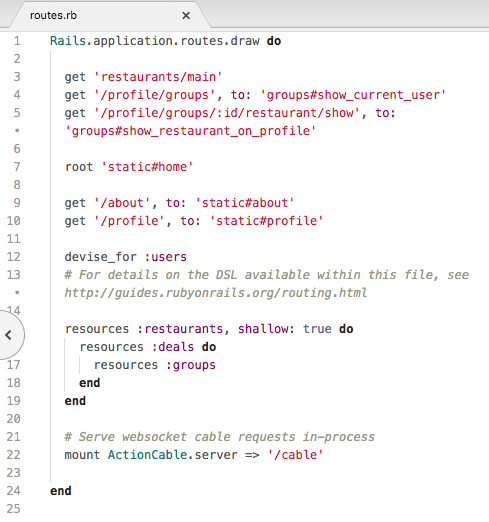 routes.rb ×
1 Rails.application.routes.draw do
2
3 get 'restaurants/main'
4 get '/profile/groups', to: 'groups#show_current_user'
5 get '/profile/groups/:id/restaurant/show', to:
• 'groups#show_restaurant_on_profile'
6
7 root 'static#home'
8
9 get '/about', to: 'static#about'
10 get '/profile', to: 'static#profile'
11
12 devise_for :users
13 # For details on the DSL available within this file, see
• http://guides.rubyonrails.org/routing.html
14
resources :restaurants, shallow: true do
resources :deals do
17 resources :groups
18 end
19 end
20
21 # Serve websocket cable requests in-process
22 mount ActionCable.server => '/cable'
23
24 end
25